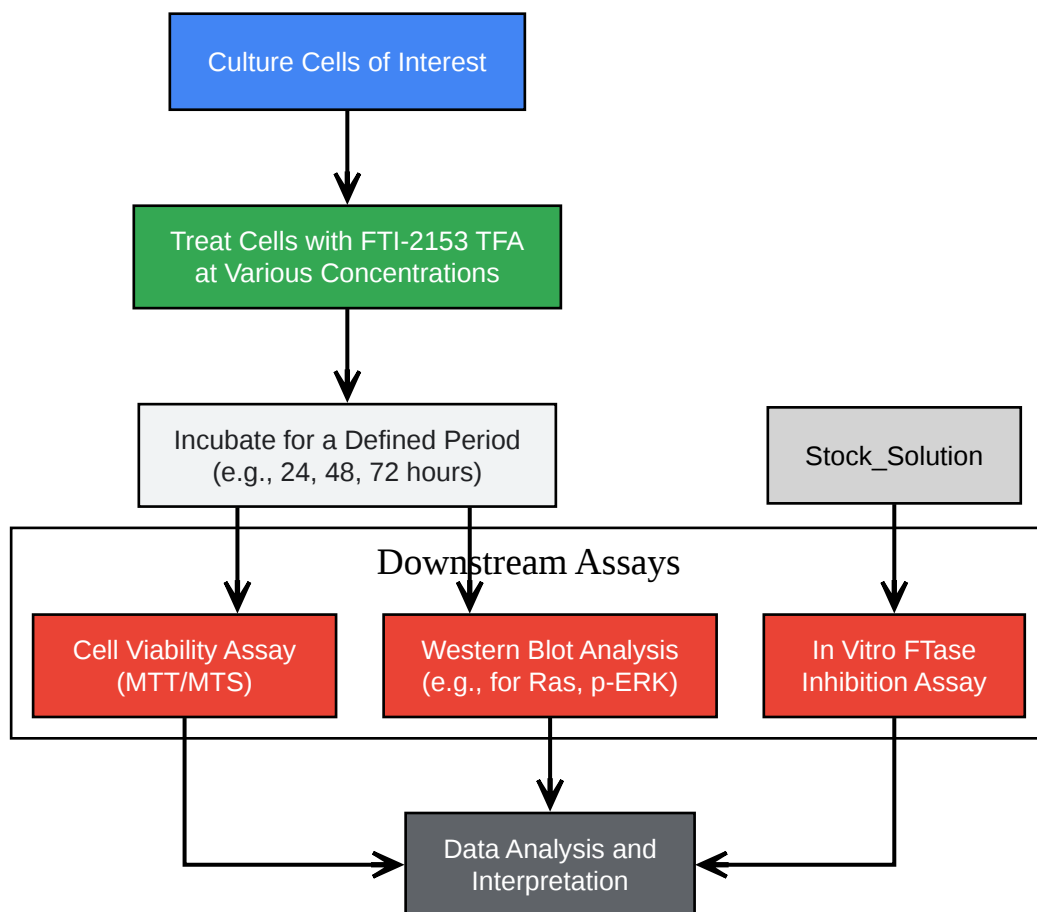 Culture Cells of Interest
Treat Cells with FTI-2153 TFA
at Various Concentrations
Incubate for a Defined Period
(e.g., 24, 48, 72 hours)
Stock_Solution
Downstream Assays
Cell Viability Assay
(MTT/MTS)
Western Blot Analysis
(e.g., for Ras, p-ERK)
In Vitro FTase
Inhibition Assay
Data Analysis and
Interpretation